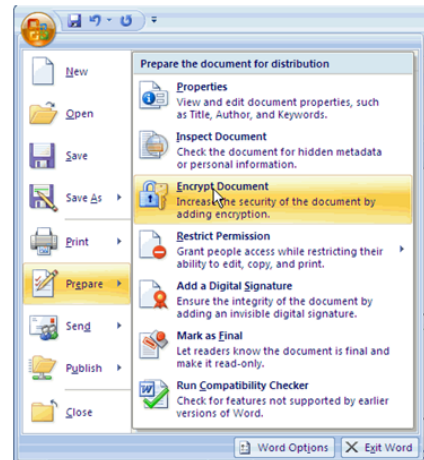 New
Open
Save
Save As
Print
Prepare
Send
Publish
Close
Prepare the document for distribution
Properties
View and edit document properties, such
as Title, Author, and Keywords.
Inspect Document
Check the document for hidden metadata
or personal information.
Encrypt Document
Increase the security of the document by
adding encryption.
Restrict Permission
Grant people access while restricting their
ability to edit, copy, and print.
Add a Digital Signature
Ensure the integrity of the document by
adding an invisible digital signature.
Mark as Final
Let readers know the document is final and
make it read-only.
Run Compatibility Checker
Check for features not supported by earlier
versions of Word.
Word Options
Exit Word